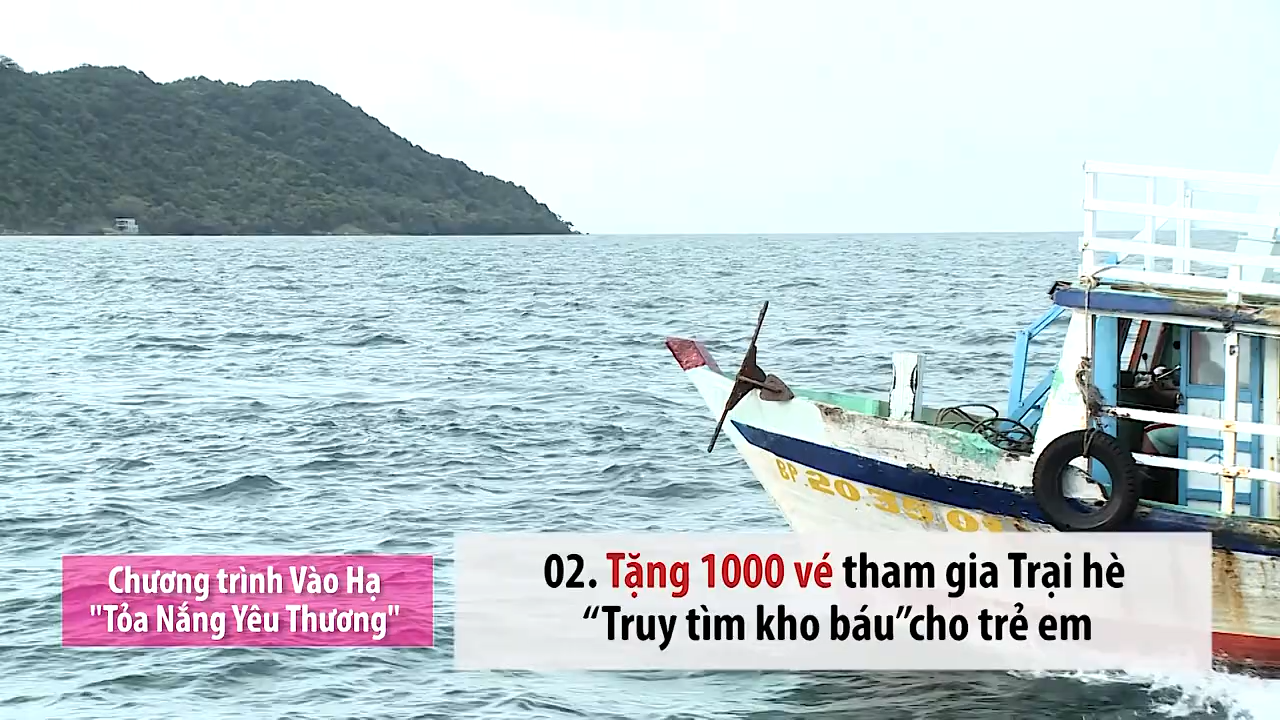 Chương trình Vào Hạ
"Tỏa Nắng Yêu Thương"
02. Tặng 1000 vé tham gia Trại hè
“Truy tìm kho báu”cho trẻ em